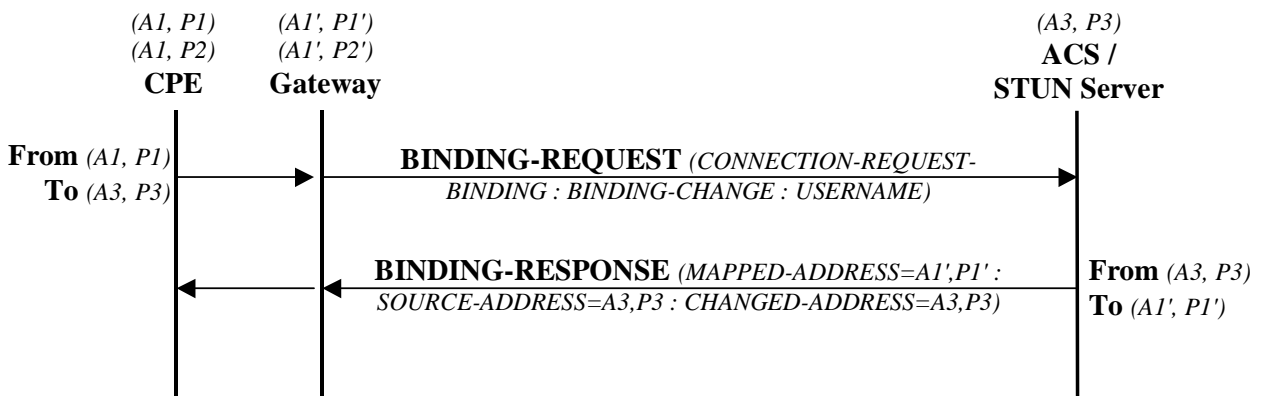 (A1, P1) (A1', P1') (A3, P3)
(A1, P2) (A1', P2') ACS /
CPE Gateway STUN Server
From (A1, P1)
To (A3, P3)
BINDING-REQUEST (CONNECTION-REQUEST-
BINDING : BINDING-CHANGE : USERNAME)
BINDING-RESPONSE (MAPPED-ADDRESS=A1',P1' :
SOURCE-ADDRESS=A3,P3 : CHANGED-ADDRESS=A3,P3)
From (A3, P3)
To (A1', P1')